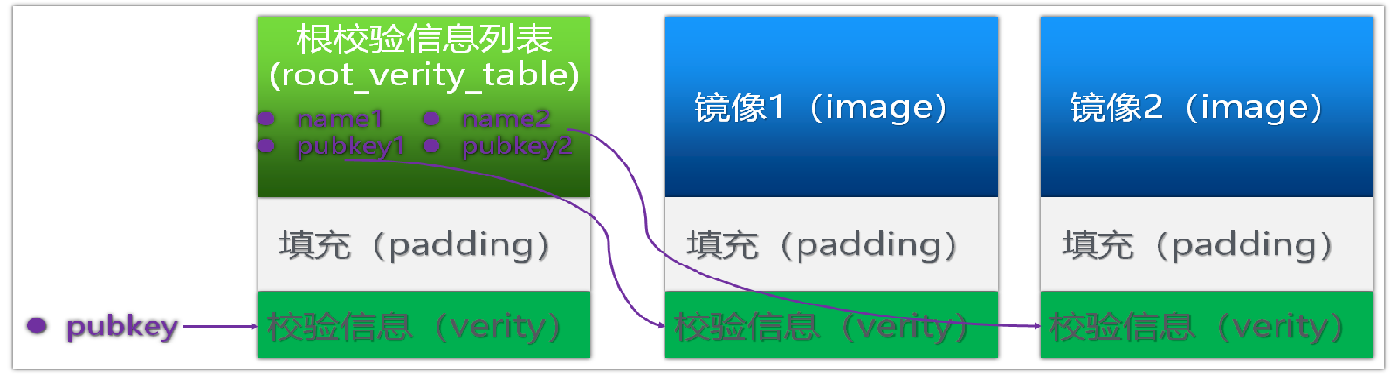 根校验信息列表
(root_verity_table)
name1
name2
pubkey1
pubkey2
填充（padding）
校验信息（verity）
镜像1（image）
填充（padding）
校验信息（verity）
镜像2（image）
填充（padding）
校验信息（verity）
pubkey